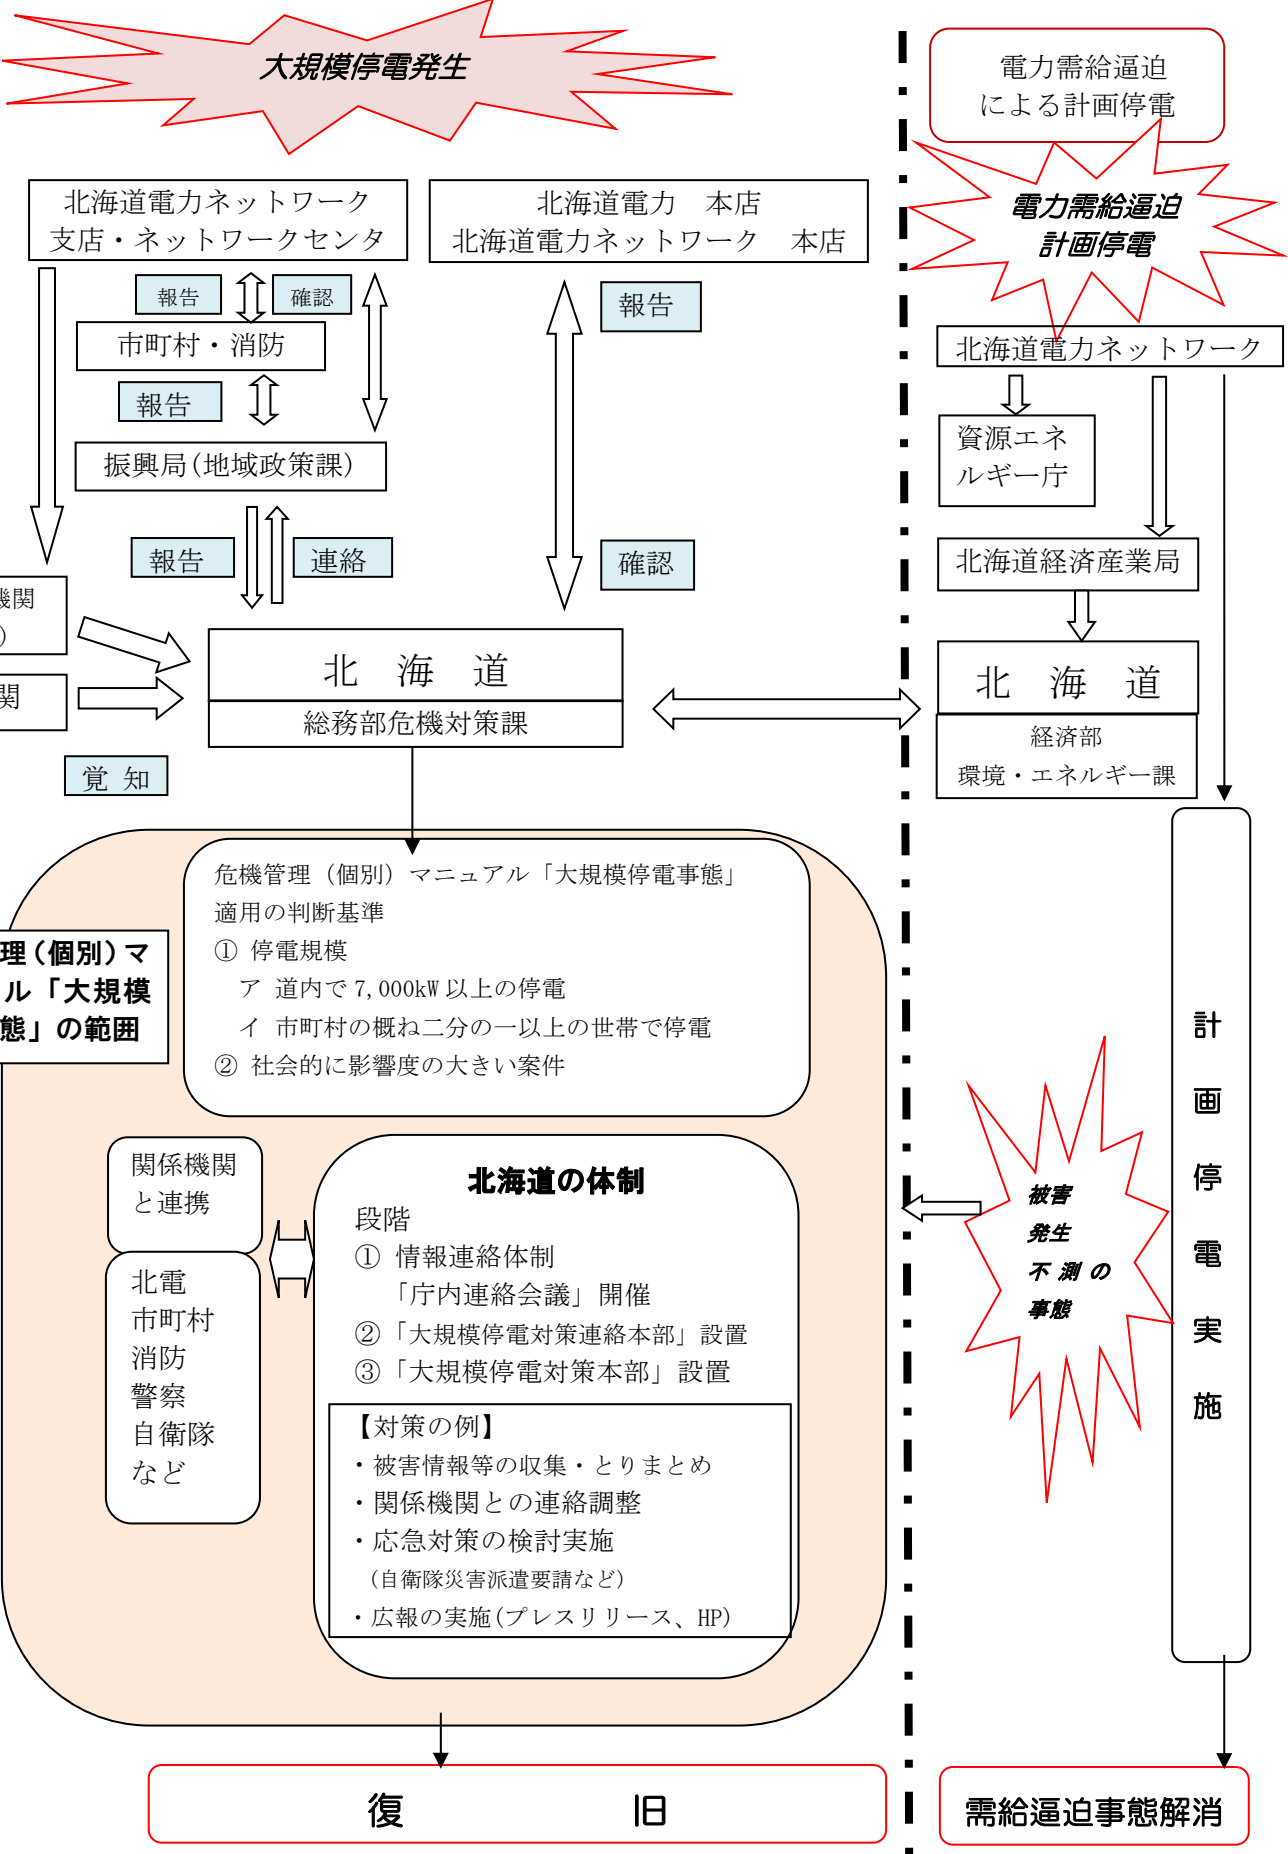 大規模停電発生
北海道電力ネットワーク
支店・ネットワークセンタ
北海道電力　本店
北海道電力ネットワーク　本店
報告
確認
市町村・消防
報告
振興局(地域政策課)
報告
連絡
報告
確認
機関
)
関
覚 知
北　海　道
総務部危機対策課
危機管理（個別）マニュアル「大規模停電事態」
適用の判断基準
① 停電規模
ア 道内で7,000kW以上の停電
イ 市町村の概ね二分の一以上の世帯で停電
② 社会的に影響度の大きい案件
理（個別）マ
ル「大規模
態」の範囲
関係機関
と連携
北電
市町村
消防
警察
自衛隊
など
北海道の体制
段階
① 情報連絡体制
「庁内連絡会議」開催
②「大規模停電対策連絡本部」設置
③「大規模停電対策本部」設置
【対策の例】
・被害情報等の収集・とりまとめ
・関係機関との連絡調整
・応急対策の検討実施
（自衛隊災害派遣要請など）
・広報の実施(プレスリリース、HP)
復　旧
電力需給逼迫
による計画停電
電力需給逼迫
計画停電
北海道電力ネットワーク
資源エネ
ルギー庁
北海道経済産業局
北　海　道
経済部
環境・エネルギー課
計画停電実施
被害
発生
不測の
事態
需給逼迫事態解消